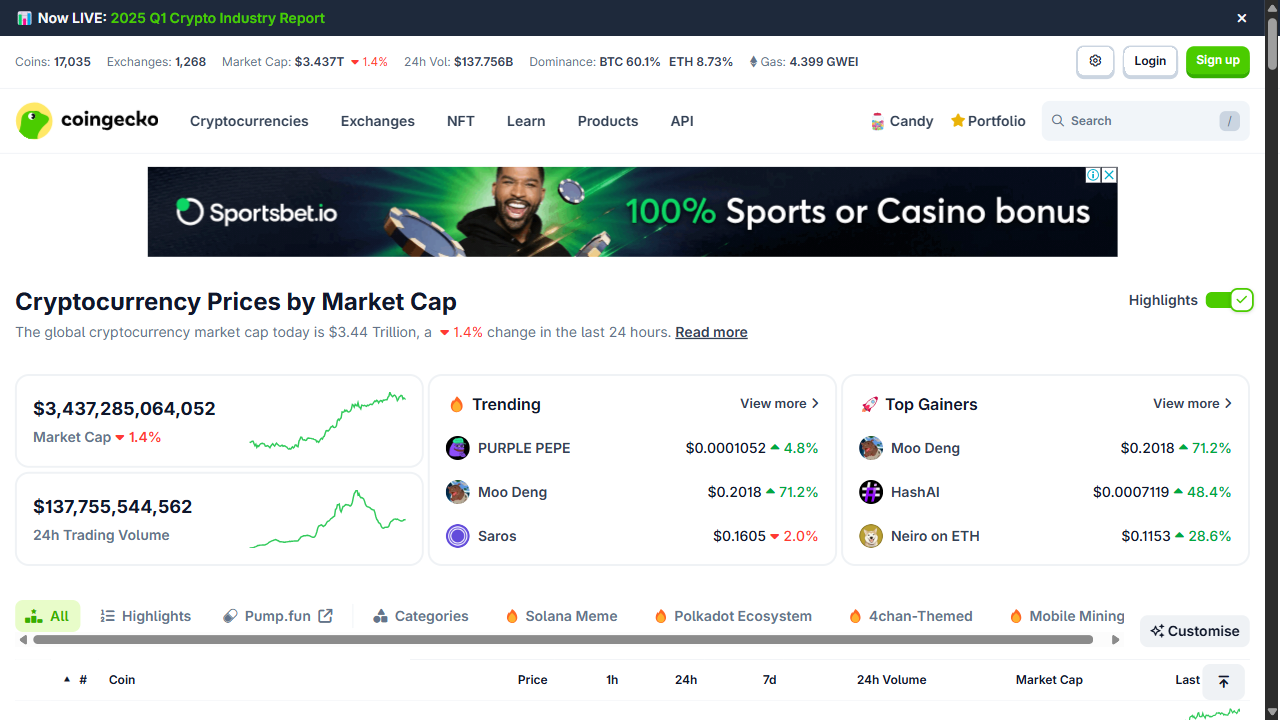 Now LIVE: 2025 Q1 Crypto Industry Report
Coins: 17,035 Exchanges: 1,268 Market Cap: $3.437T 1.4% 24h Vol: $137.756B Dominance: BTC 60.1% ETH 8.73% Gas: 4.399 GWEI Login Sign up
coingecko Cryptocurrencies Exchanges NFT Learn Products API Candy Portfolio Search /
Sportsbet.io 100% Sports or Casino bonus
Cryptocurrency Prices by Market Cap Highlights
The global cryptocurrency market cap today is $3.44 Trillion, a 1.4% change in the last 24 hours. Read more
$3,437,285,064,052
Market Cap 1.4%
$137,755,544,562
24h Trading Volume
Trending View more
PURPLE PEPE $0.0001052 4.8%
Moo Deng $0.2018 71.2%
Saros $0.1605 2.0%
Top Gainers View more
Moo Deng $0.2018 71.2%
HashAI $0.0007119 48.4%
Neiro on ETH $0.1153 28.6%
All Highlights Pump.fun Categories Solana Meme Polkadot Ecosystem 4chan-Themed Mobile Mining
Customise
# Coin Price 1h 24h 7d 24h Volume Market Cap Last